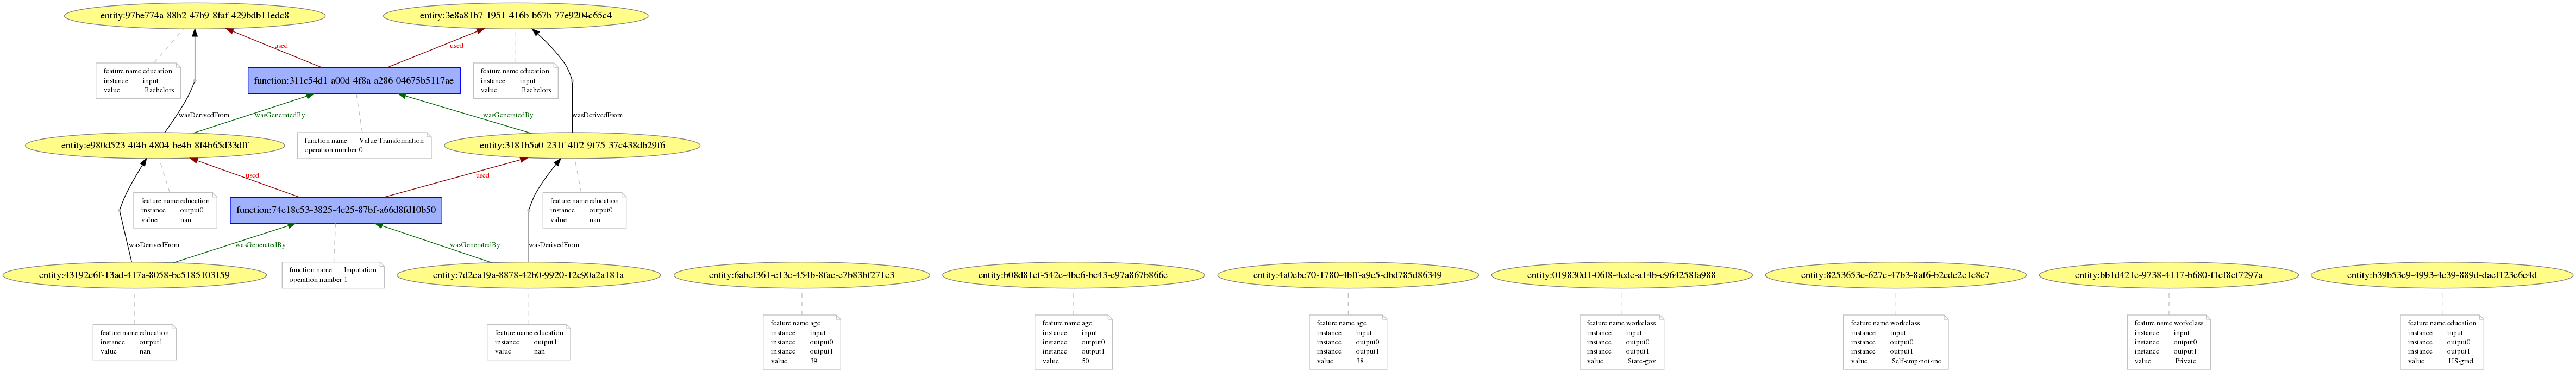 entity:97be774a-88b2-47b9-8faf-429bdb11edc8
entity:3e8a81b7-1951-416b-b67b-77e9204c65c4
used
used
feature name education
instance input
value Bachelors
function:311c54d1-a00d-4f8a-a286-04675b5117ae
feature name education
instance input
value Bachelors
wasDerivedFrom
wasGeneratedBy
wasGeneratedBy
wasDerivedFrom
entity:e980d523-4f4b-4804-be4b-8f4b65d33dff
function name Value Transformation
operation number 0
entity:3181b5a0-231f-4ff2-9f75-37c438db29f6
used
used
feature name education
instance output0
value nan
function:74e18c53-3825-4c25-87bf-a66d8fd10b50
feature name education
instance output0
value nan
wasDerivedFrom
wasGeneratedBy
wasGeneratedBy
wasDerivedFrom
entity:43192c6f-13ad-417a-8058-be5185103159
function name Imputation
operation number 1
entity:7d2ca19a-8878-42b0-9920-12c90a2a181a
entity:6abef361-e13e-454b-8fac-e7b83bf271e3
entity:b08d81ef-542e-4be6-bc43-e97a867b866e
entity:4a0ebc70-1780-4bff-a9c5-dbd785d86349
entity:019830d1-06f8-4ede-a14b-e964258fa988
entity:8253653c-627c-47b3-8af6-b2cdc2e1c8e7
entity:bb1d421e-9738-4117-b680-f1cf8cf7297a
entity:b39b53e9-4993-4c39-889d-daef123e6c4d
feature name education
instance output1
value nan
feature name education
instance output1
value nan
feature name age
instance input
instance output0
instance output1
value 39
feature name age
instance input
instance output0
instance output1
value 50
feature name age
instance input
instance output0
instance output1
value 38
feature name workclass
instance input
instance output0
instance output1
value State-gov
feature name workclass
instance input
instance output0
instance output1
value Self-emp-not-inc
feature name workclass
instance input
instance output0
instance output1
value Private
feature name education
instance input
instance output0
instance output1
value HS-grad